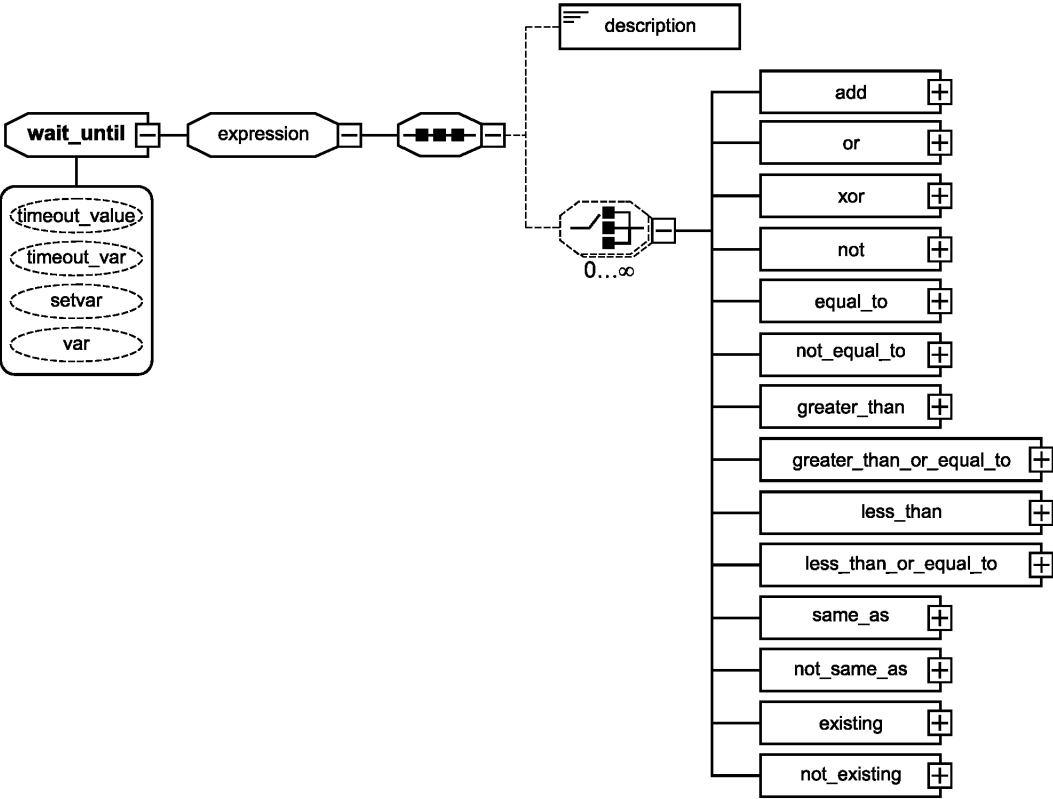 description
wait_until
expression
timeout_value
timeout_var
setvar
var
0...∞
add
or
xor
not
equal_to
not_equal_to
greater_than
greater_than_or_equal_to
less_than
less_than_or_equal_to
same_as
not_same_as
existing
not_existing